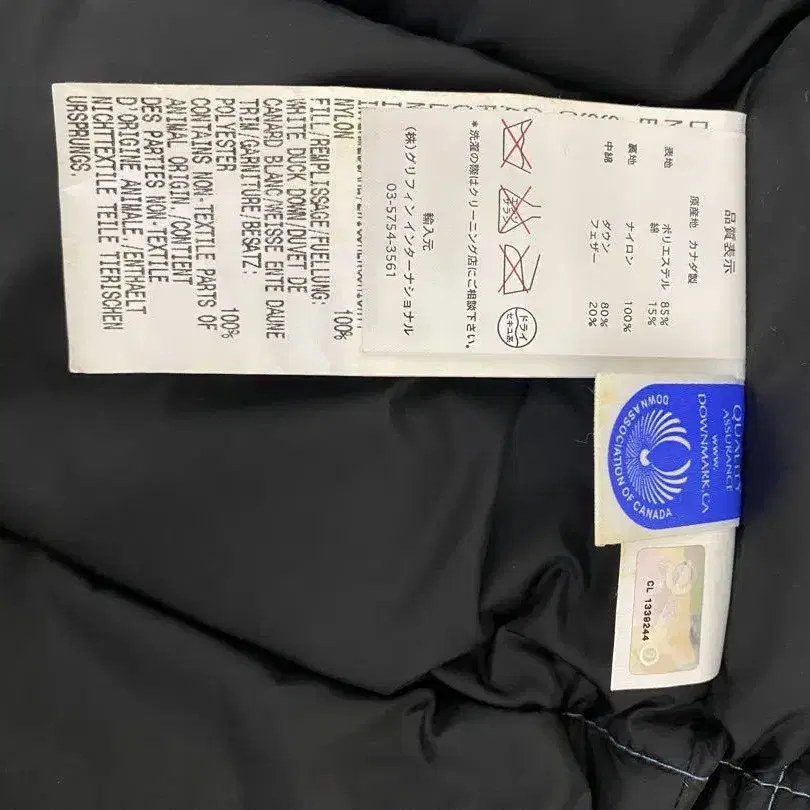 品質表示
原産地 カナダ製
表地 ポリエステル 85%
綿 15%
裏地 ナイロン 100%
中綿 ダウン 80%
フェザー 20%
ドライ
セキユ系
*洗濯の際はクリーニング店にご相談下さい。
輸入元
(株)グリフィンインターナショナル
03-5754-3561
NYLON 100%
FILL/REMPLISSAGE/FUELLUNG:
WHITE DUCK DOWN/DUVET DE
CANARD BLANC/WEISSE ENTE DAUNE
TRIM/GARNITURE/BESATZ:
POLYESTER 100%
CONTAINS NON-TEXTILE PARTS OF
ANIMAL ORIGIN./CONTIENT
DES PARTIES NON-TEXTILE
D'ORIGINE ANIMALE/ENTHAELT
NICHTTEXTILE TEILE TIERISCHEN
URSPRUNGS.
QUALITY
ASSURANCE
WWW.
DOWNMARK.CA
DOWN ASSOCIATION OF CANADA
CL 1339244